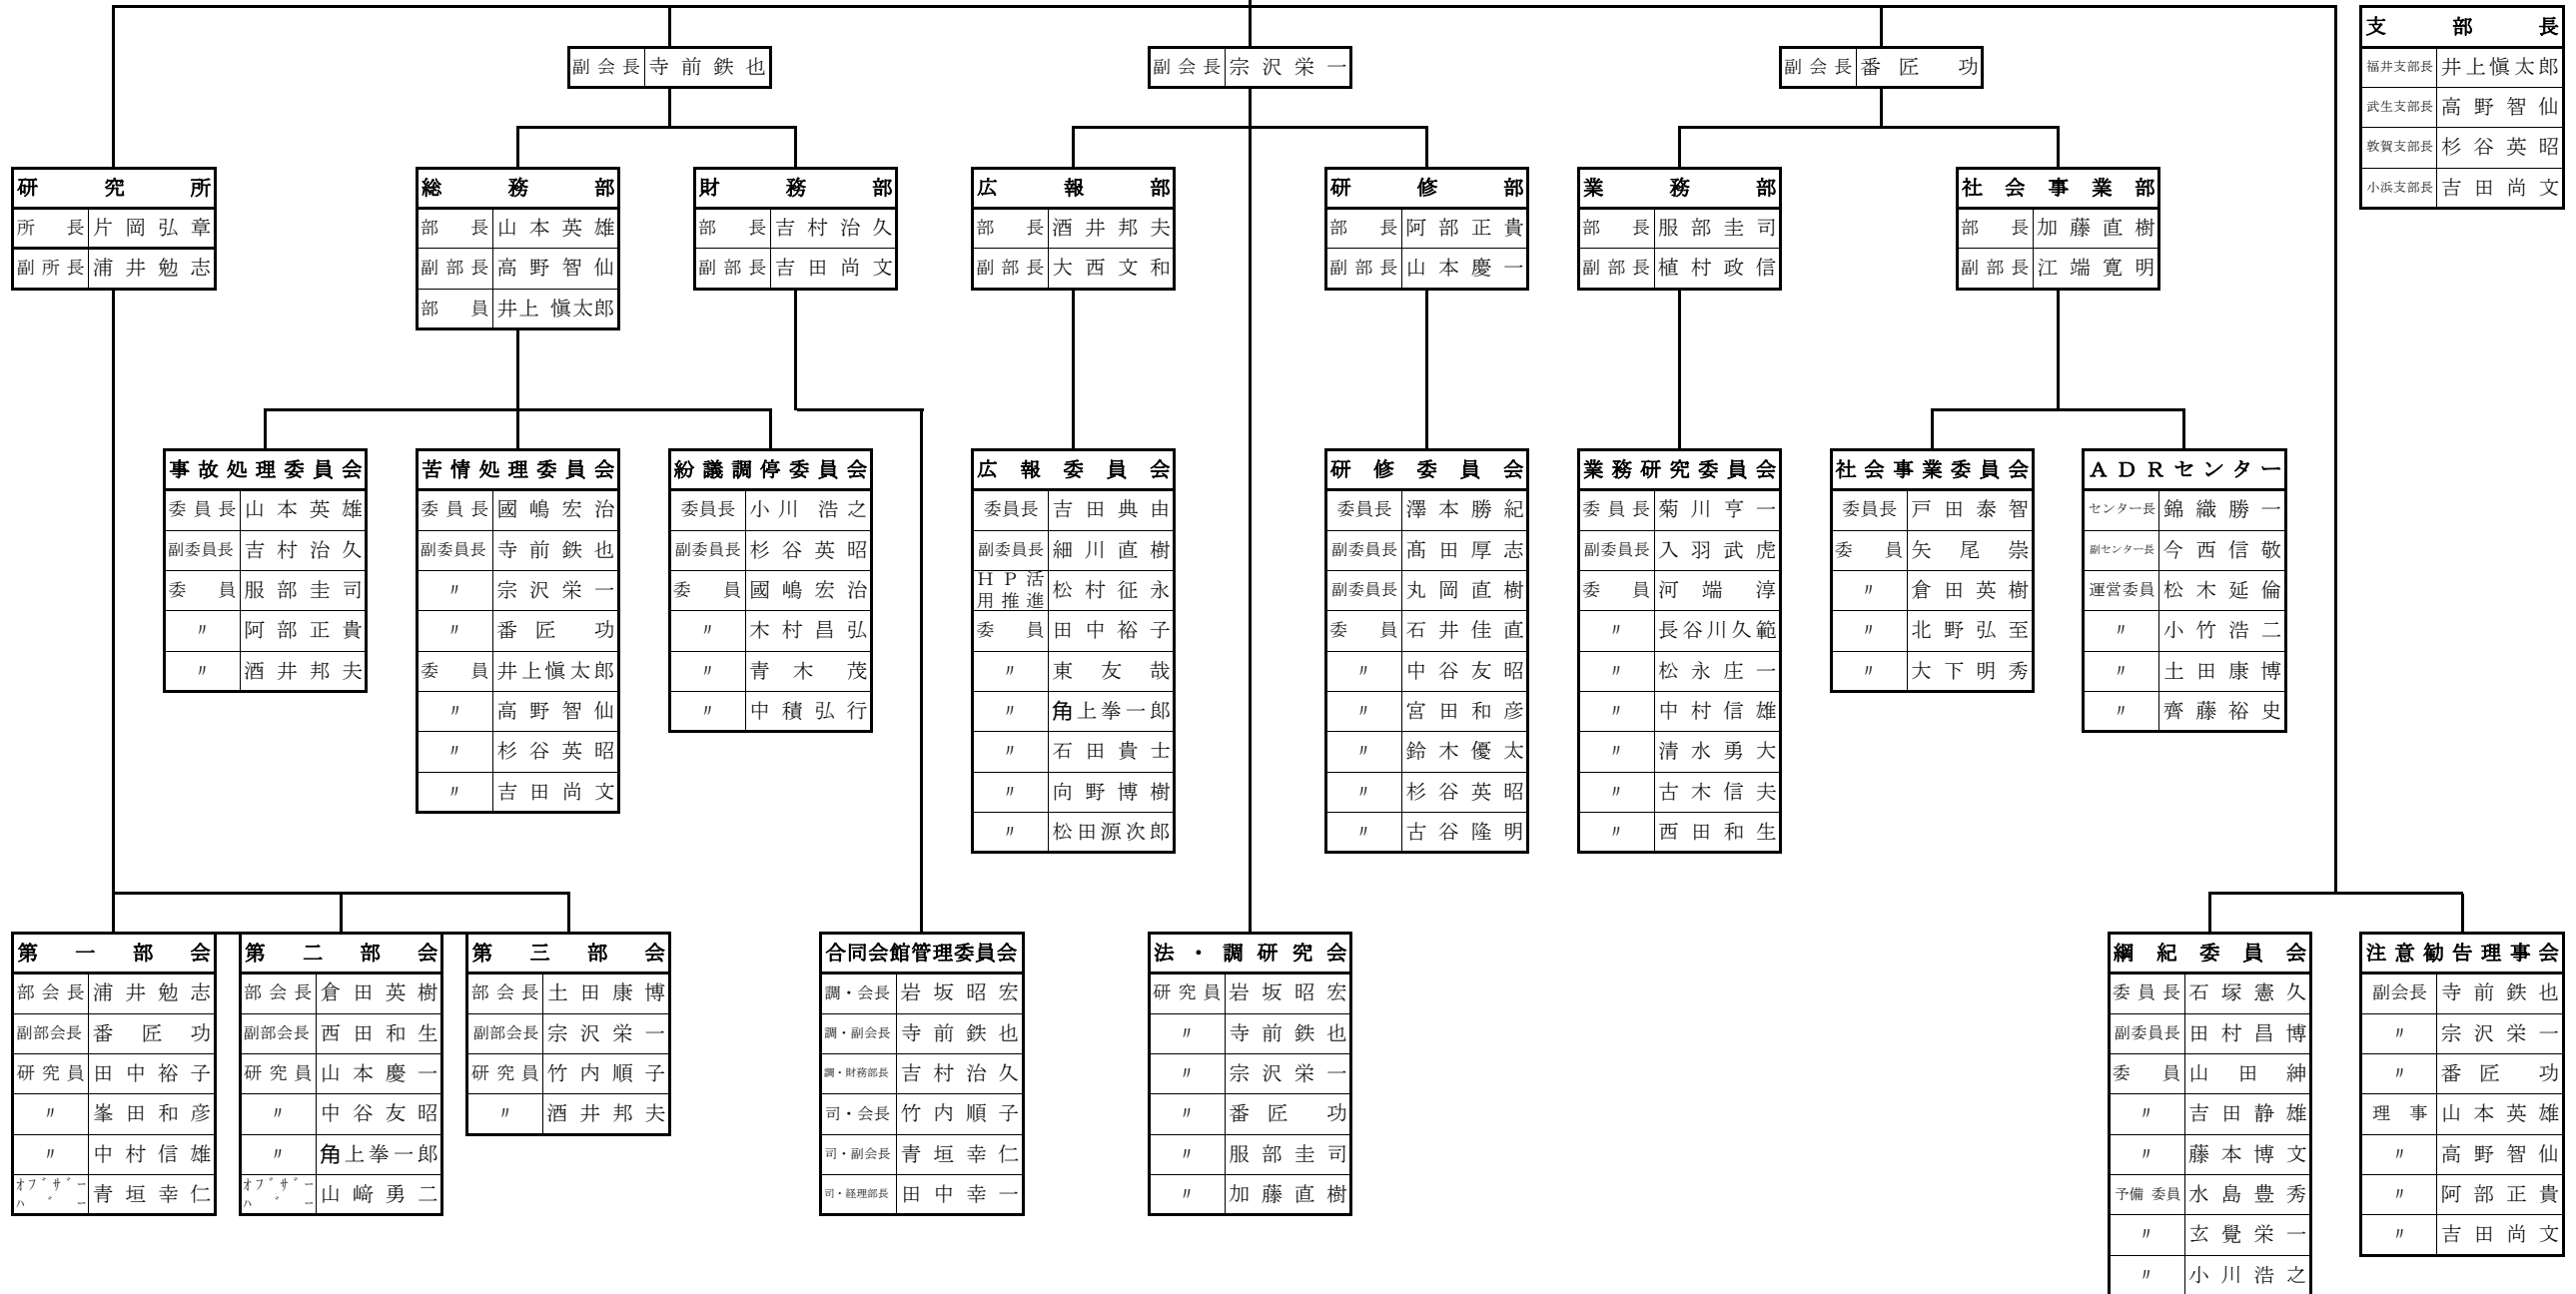 副会長 寺前鉄也
副会長 宗沢栄一
副会長 番匠 功
支部長
福井支部長 井上愼太郎
武生支部長 高野智仙
敦賀支部長 杉谷英昭
小浜支部長 吉田尚文
研究所
所長 片岡弘章
副所長 浦井勉志
総務部
部長 山本英雄
副部長 高野智仙
部員 井上 愼太郎
財務部
部長 吉村治久
副部長 吉田尚文
広報部
部長 酒井邦夫
副部長 大西文和
研修部
部長 阿部正貴
副部長 山本慶一
業務部
部長 服部圭司
副部長 植村政信
社会事業部
部長 加藤直樹
副部長 江端寛明
事故処理委員会
委員長 山本英雄
副委員長 吉村治久
委員 服部圭司
〃 阿部正貴
〃 酒井邦夫
苦情処理委員会
委員長 國嶋宏治
副委員長 寺前鉄也
〃 宗沢栄一
〃 番匠 功
委員 井上愼太郎
〃 高野智仙
〃 杉谷英昭
〃 吉田尚文
紛議調停委員会
委員長 小川 浩之
副委員長 杉谷英昭
委員 國嶋宏治
〃 木村昌弘
〃 青木 茂
〃 中積弘行
広報委員会
委員長 吉田典由
副委員長 細川直樹
ＨＰ活用推進 松村征永
委員 田中裕子
〃 東友哉
〃 角上拳一郎
〃 石田貴士
〃 向野博樹
〃 松田源次郎
研修委員会
委員長 澤本勝紀
副委員長 髙田厚志
副委員長 丸岡直樹
委員 石井佳直
〃 中谷友昭
〃 宮田和彦
〃 鈴木優太
〃 杉谷英昭
〃 古谷隆明
業務研究委員会
委員長 菊川亨一
副委員長 入羽武虎
委員 河端淳
〃 長谷川久範
〃 松永庄一
〃 中村信雄
〃 清水勇大
〃 古木信夫
〃 西田和生
社会事業委員会
委員長 戸田泰智
委員 矢尾崇
〃 倉田英樹
〃 北野弘至
〃 大下明秀
ＡＤＲセンター
センター長 錦織勝一
副センター長 今西信敬
運営委員 松木延倫
〃 小竹浩二
〃 土田康博
〃 齊藤裕史
第一部会
部会長 浦井勉志
副部会長 番匠功
研究員 田中裕子
〃 峯田和彦
〃 中村信雄
ｵﾌﾞｻﾞｰﾊﾞｰ 青垣幸仁
第二部会
部会長 倉田英樹
副部会長 西田和生
研究員 山本慶一
〃 中谷友昭
〃 角上拳一郎
ｵﾌﾞｻﾞｰﾊﾞｰ 山﨑勇二
第三部会
部会長 土田康博
副部会長 宗沢栄一
研究員 竹内順子
〃 酒井邦夫
合同会館管理委員会
調・会長 岩坂昭宏
調・副会長 寺前鉄也
調・財務部長 吉村治久
司・会長 竹内順子
司・副会長 青垣幸仁
司・経理部長 田中幸一
法・調研究会
研究員 岩坂昭宏
〃 寺前鉄也
〃 宗沢栄一
〃 番匠 功
〃 服部圭司
〃 加藤直樹
綱紀委員会
委員長 石塚憲久
副委員長 田村昌博
委員 山田紳
〃 吉田静雄
〃 藤本博文
予備 委員 水島豊秀
〃 玄覺栄一
〃 小川浩之
注意勧告理事会
副会長 寺前鉄也
〃 宗沢栄一
〃 番匠 功
理事 山本英雄
〃 高野智仙
〃 阿部正貴
〃 吉田尚文